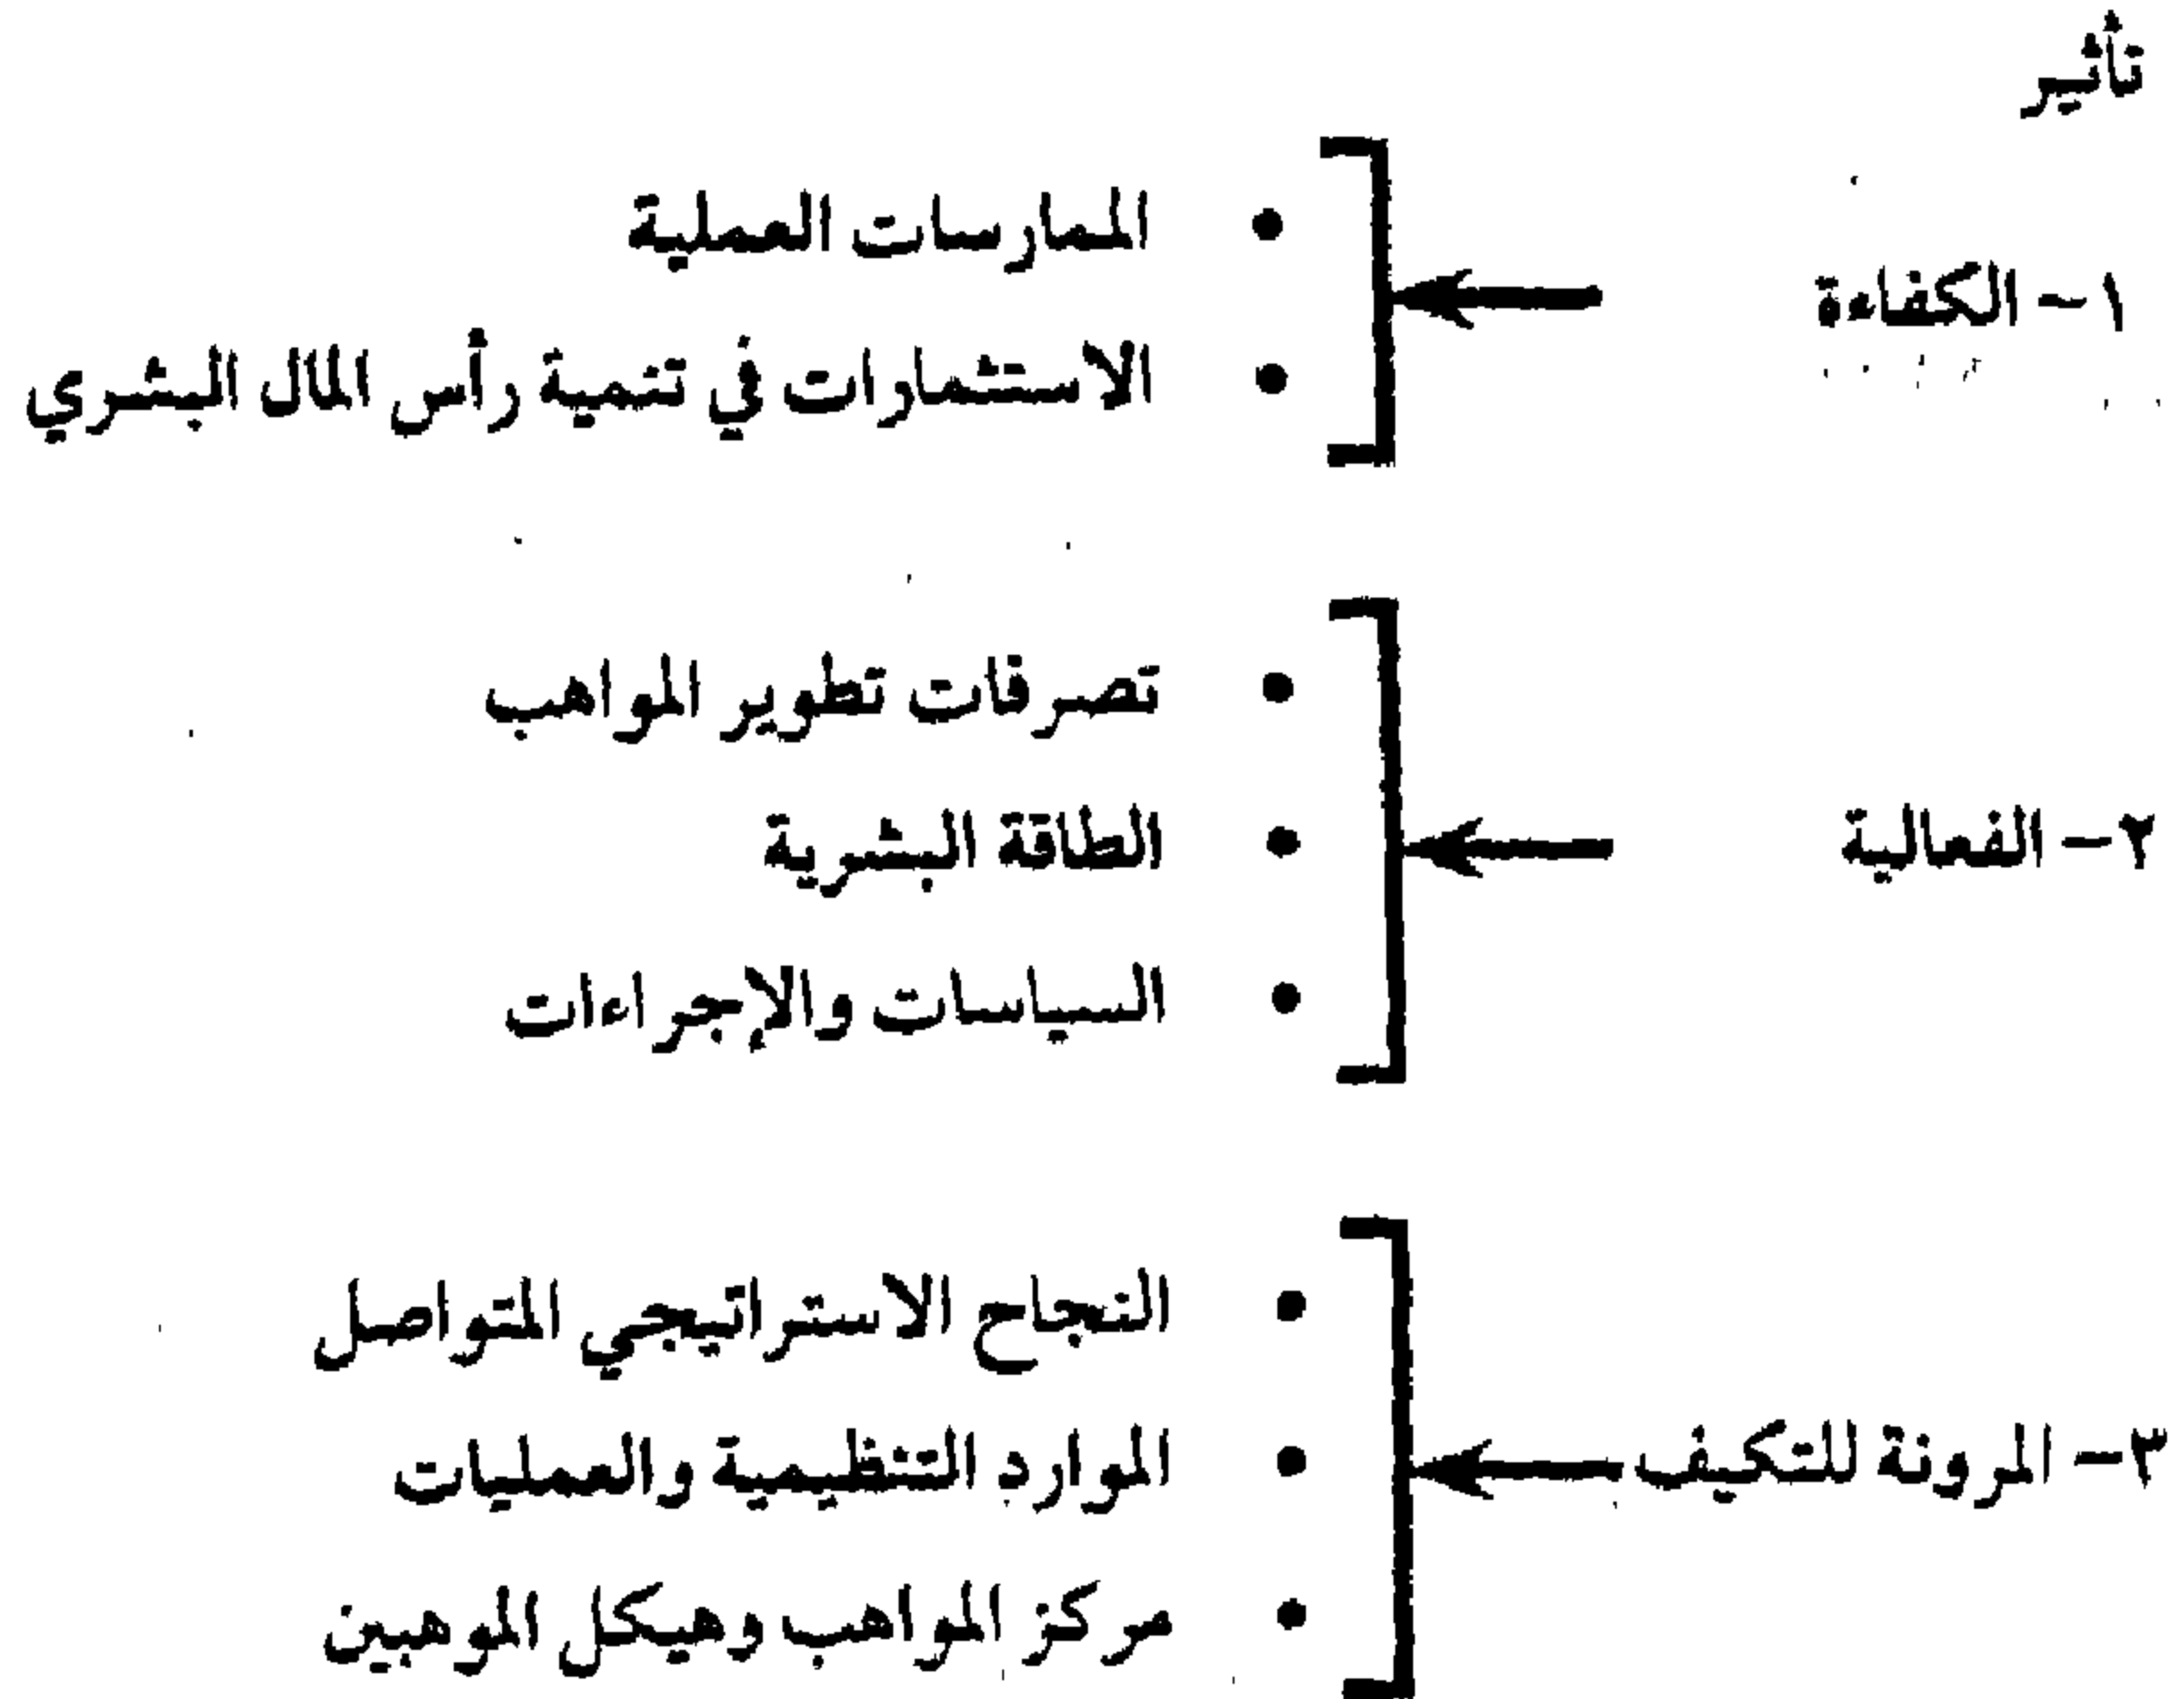 تأثير
١ - الكفاءة
• الممارسات العملية
• الاستثمارات في تنمية رأس المال البشري
٢ - الفعالية
• تصرفات تطوير المواهب
• الطاقة البشرية
• السياسات والإجراءات
٣ - المرونة للتكيف
• النجاح الاستراتيجي المتواصل
• الموارد التنظيمية والعمليات
• مركز المواهب وهيكل الموهبين